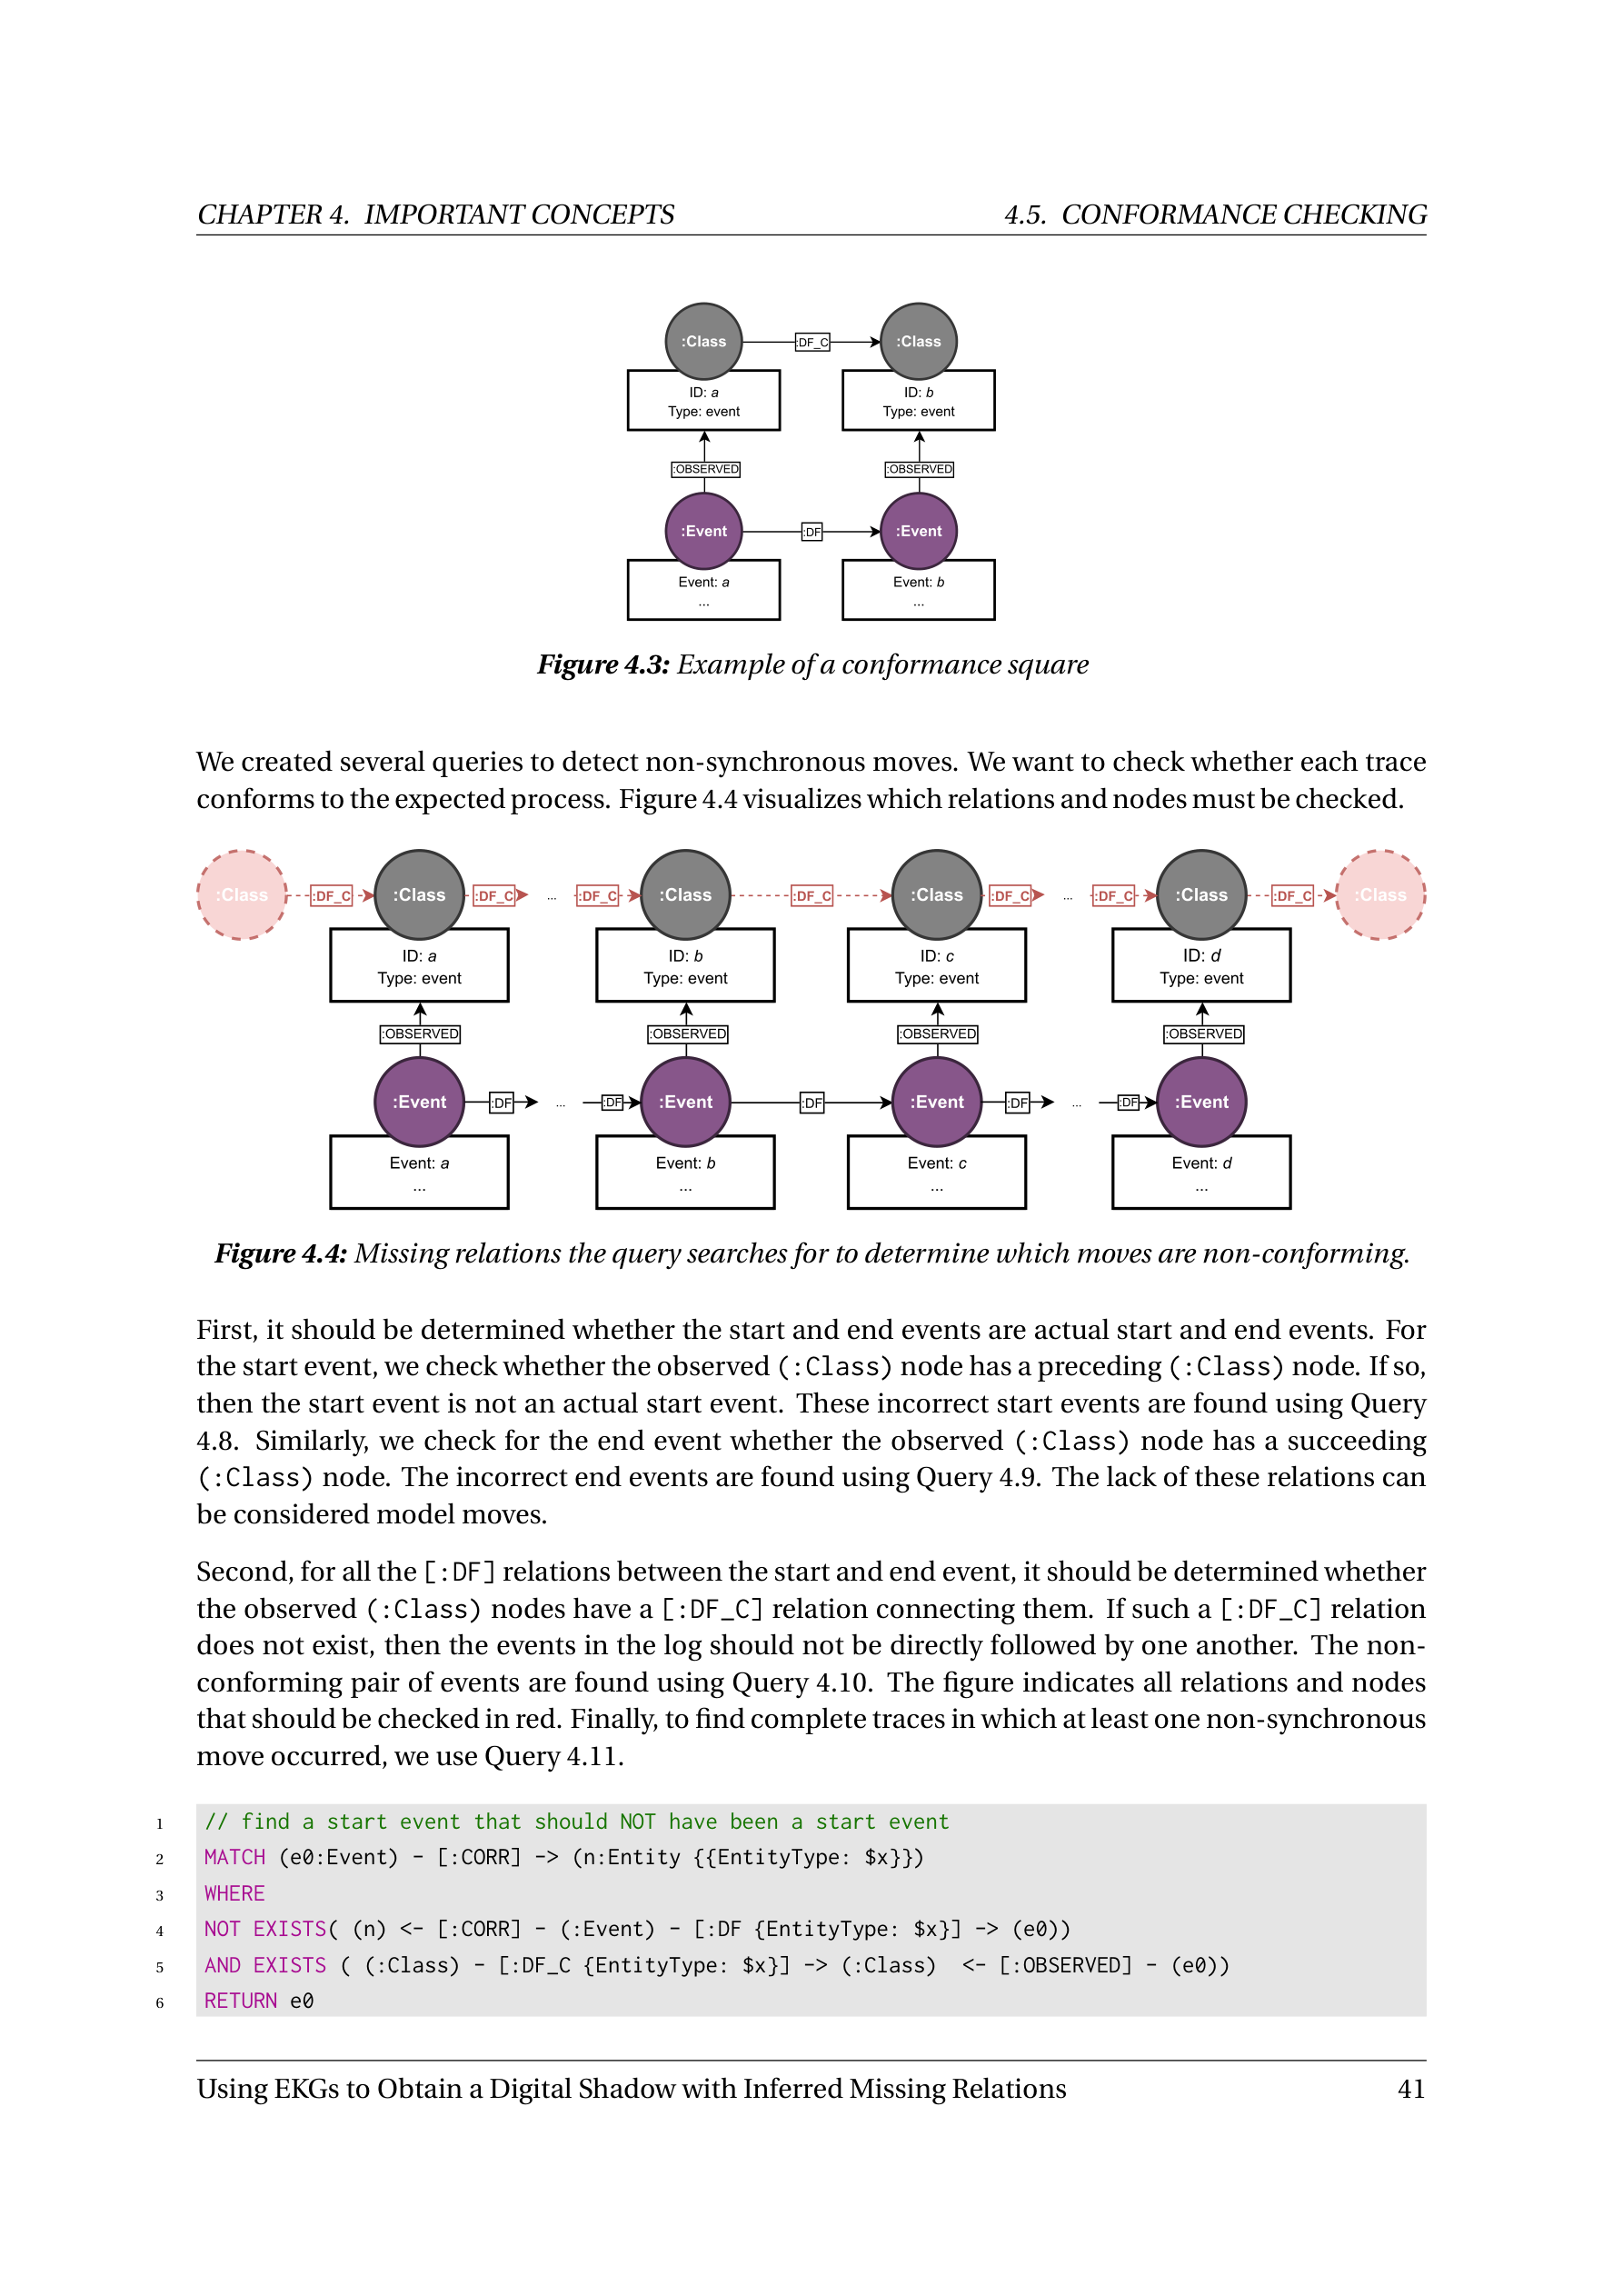 CHAPTER 4. IMPORTANT CONCEPTS 4.5. CONFORMANCE CHECKING
:Class :DF_C :Class
ID: a ID: b
Type: event Type: event
:OBSERVED :OBSERVED
:Event :DF :Event
Event: a Event: b
... ...
Figure 4.3: Example of a conformance square
We created several queries to detect non-synchronous moves. We want to check whether each trace
conforms to the expected process. Figure 4.4 visualizes which relations and nodes must be checked.
:Class :DF_C :Class :DF_C ... :DF_C :Class :DF_C :Class :DF_C ... :DF_C :Class :DF_C :Class
ID: a ID: b ID: c ID: d
Type: event Type: event Type: event Type: event
:OBSERVED :OBSERVED :OBSERVED :OBSERVED
:Event :DF ... :DF :Event :DF :Event :DF ... :DF :Event
Event: a Event: b Event: c Event: d
... ... ... ...
Figure 4.4: Missing relations the query searches for to determine which moves are non-conforming.
First, it should be determined whether the start and end events are actual start and end events. For
the start event, we check whether the observed (:Class) node has a preceding (:Class) node. If so,
then the start event is not an actual start event. These incorrect start events are found using Query
4.8. Similarly, we check for the end event whether the observed (:Class) node has a succeeding
(:Class) node. The incorrect end events are found using Query 4.9. The lack of these relations can
be considered model moves.
Second, for all the [:DF] relations between the start and end event, it should be determined whether
the observed (:Class) nodes have a [:DF_C] relation connecting them. If such a [:DF_C] relation
does not exist, then the events in the log should not be directly followed by one another. The non-
conforming pair of events are found using Query 4.10. The figure indicates all relations and nodes
that should be checked in red. Finally, to find complete traces in which at least one non-synchronous
move occurred, we use Query 4.11.
1 // find a start event that should NOT have been a start event
2 MATCH (e0:Event) - [:CORR] -> (n:Entity {{EntityType: $x}})
3 WHERE
4 NOT EXISTS( (n) <- [:CORR] - (:Event) - [:DF {EntityType: $x}] -> (e0))
5 AND EXISTS ( (:Class) - [:DF_C {EntityType: $x}] -> (:Class)  <- [:OBSERVED] - (e0))
6 RETURN e0
Using EKGs to Obtain a Digital Shadow with Inferred Missing Relations 41